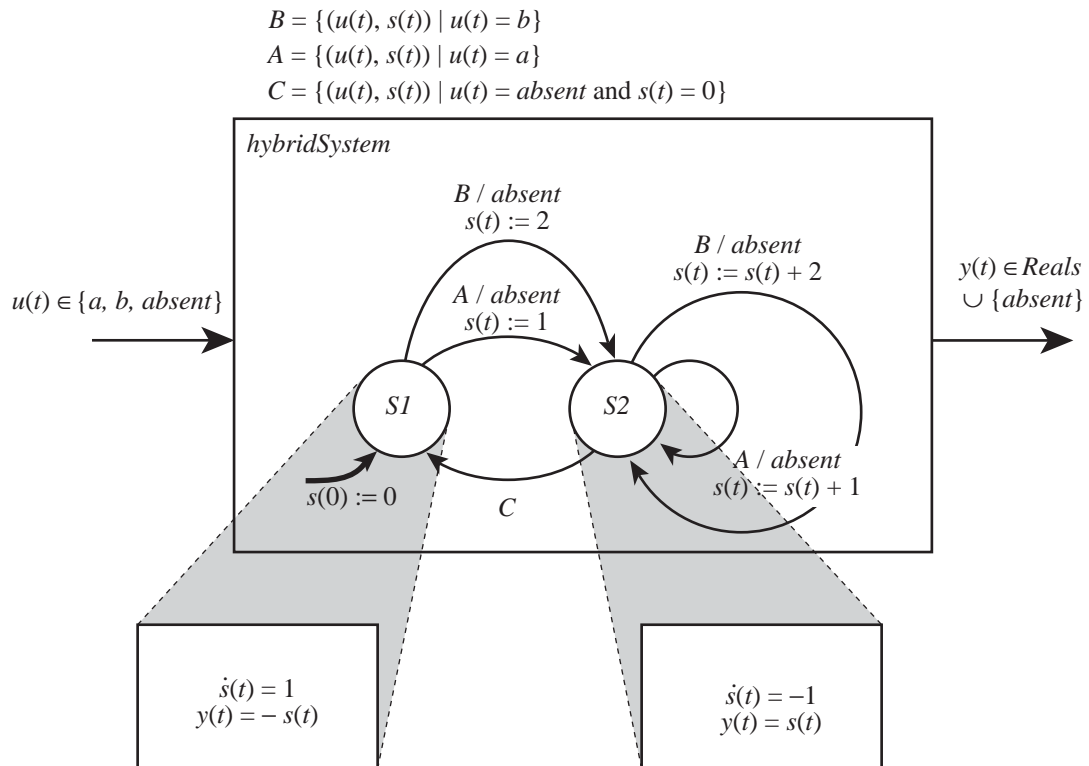 B = {(u(t), s(t)) | u(t) = b}
A = {(u(t), s(t)) | u(t) = a}
C = {(u(t), s(t)) | u(t) = absent and s(t) = 0}
hybridSystem
B / absent
s(t) := 2
B / absent
s(t) := s(t) + 2
A / absent
s(t) := 1
u(t) ∈ {a, b, absent}
y(t) ∈ Reals
∪ {absent}
S1
S2
A / absent
s(t) := s(t) + 1
s(0) := 0
C
ṡ(t) = 1
y(t) = − s(t)
ṡ(t) = −1
y(t) = s(t)